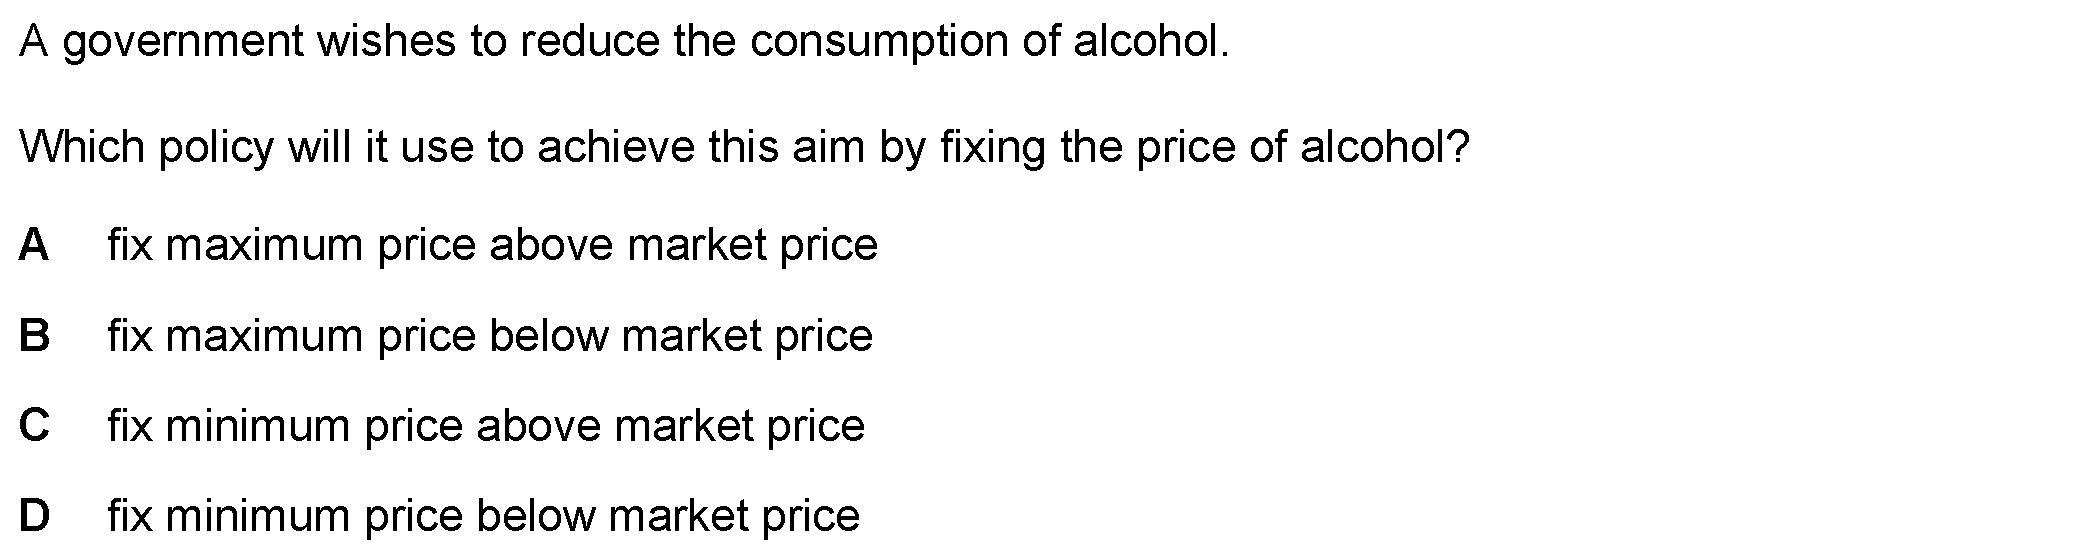 A government wishes to reduce the consumption of alcohol.
Which policy will it use to achieve this aim by fixing the price of alcohol?
A fix maximum price above market price
B fix maximum price below market price
C fix minimum price above market price
D fix minimum price below market price